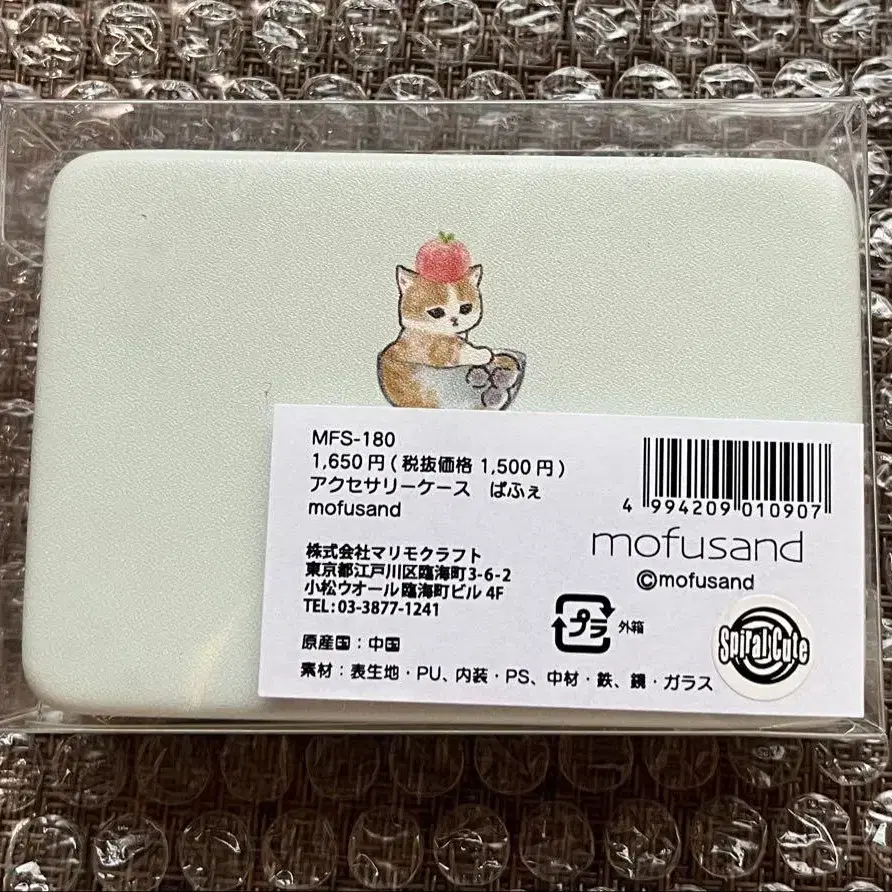 MFS-180
1,650円(税抜価格 1,500円)
アクセサリーケース　ぱふぇ
mofusand
株式会社マリモクラフト
東京都江戸川区臨海町3-6-2
小松ウオール臨海町ビル 4F
TEL:03-3877-1241
原産国：中国
素材：表生地・PU、内装・PS、中材・鉄、鏡・ガラス
4 994209 010907
mofusand
©mofusand
プラ 外箱
Spiral Cute